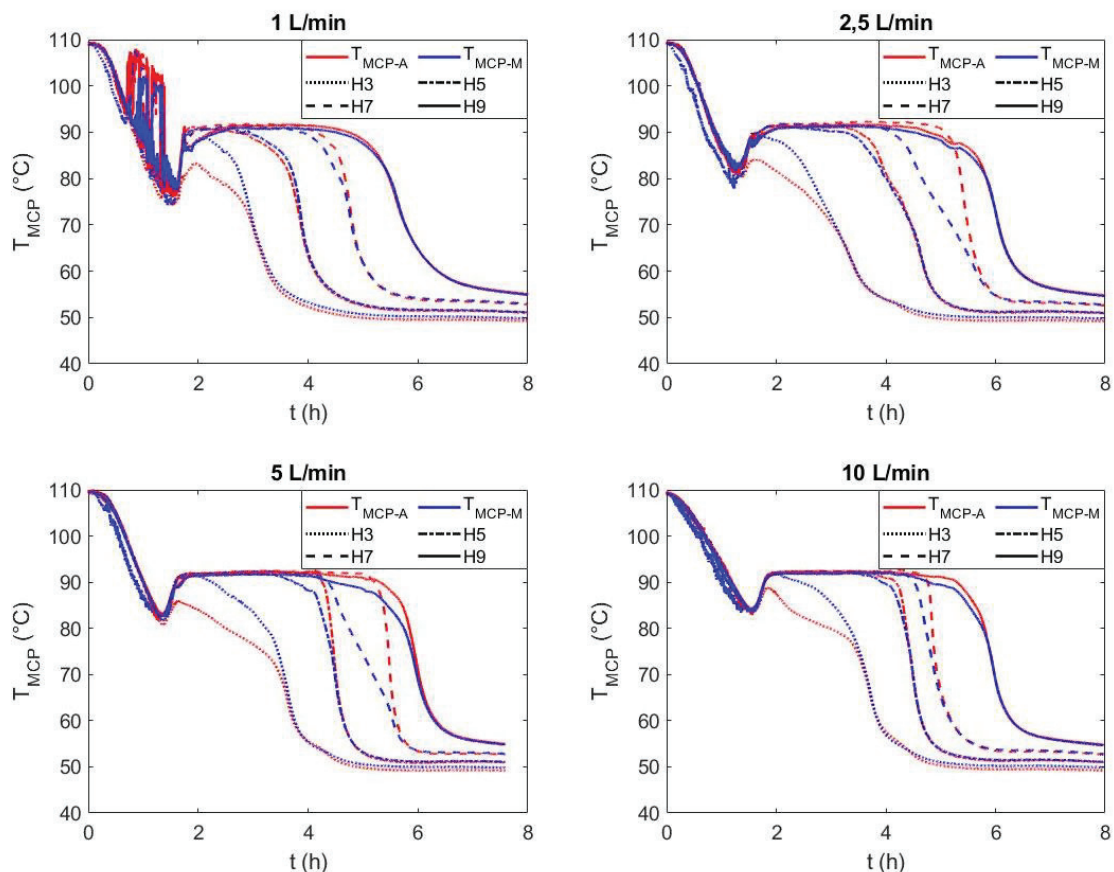 1 L/min
110
100
90
80
70
60
50
40
T_MCP (°C)
T_MCP-A T_MCP-M
H3 H5
H7 H9
0 2 4 6 8
t (h)
2,5 L/min
110
100
90
80
70
60
50
40
T_MCP (°C)
T_MCP-A T_MCP-M
H3 H5
H7 H9
0 2 4 6 8
t (h)
5 L/min
110
100
90
80
70
60
50
40
T_MCP (°C)
T_MCP-A T_MCP-M
H3 H5
H7 H9
0 2 4 6 8
t (h)
10 L/min
110
100
90
80
70
60
50
40
T_MCP (°C)
T_MCP-A T_MCP-M
H3 H5
H7 H9
0 2 4 6 8
t (h)